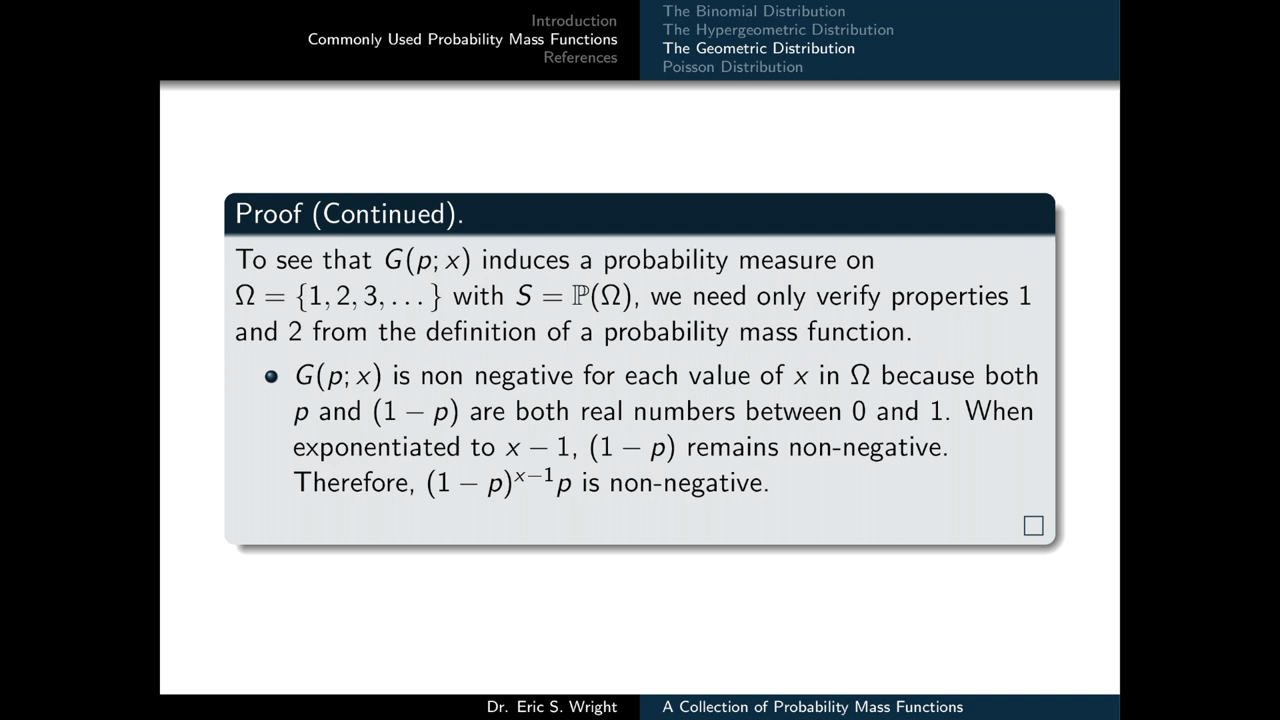 Introduction
Commonly Used Probability Mass Functions
References
The Binomial Distribution
The Hypergeometric Distribution
The Geometric Distribution
Poisson Distribution
Proof (Continued).
To see that G(p; x) induces a probability measure on
Ω = {1, 2, 3, . . . } with S = ℙ(Ω), we need only verify properties 1
and 2 from the definition of a probability mass function.
G(p; x) is non negative for each value of x in Ω because both
p and (1 − p) are both real numbers between 0 and 1. When
exponentiated to x − 1, (1 − p) remains non-negative.
Therefore, (1 − p)^{x−1}p is non-negative.
Dr. Eric S. Wright
A Collection of Probability Mass Functions